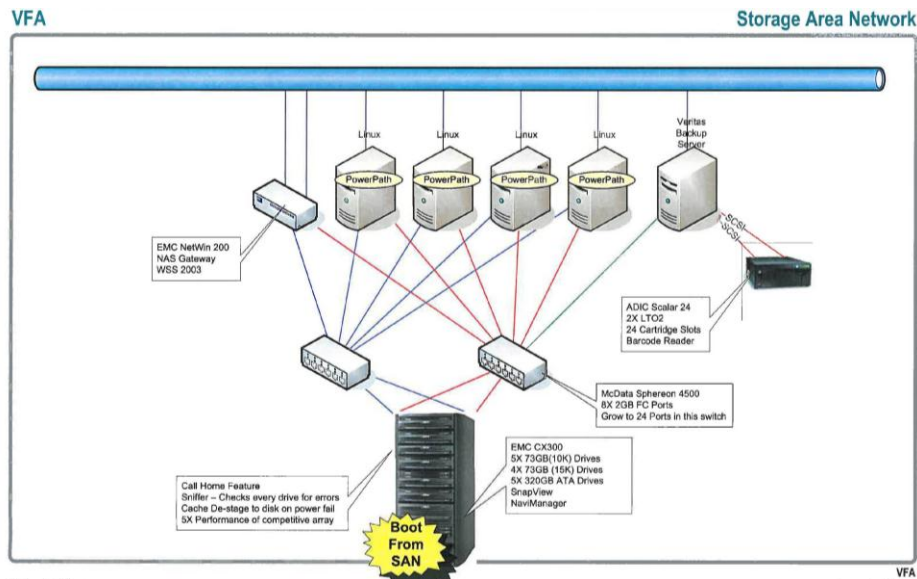 VFA
Storage Area Network
Linux
Linux
Linux
Linux
Veritas
Backup
Server
PowerPath
PowerPath
PowerPath
PowerPath
SCSI
SCSI
EMC NetWin 200
NAS Gateway
WSS 2003
ADIC Scalar 24
2X LTO2
24 Cartridge Slots
Barcode Reader
McData Sphereon 4500
8X 2GB FC Ports
Grow to 24 Ports in this switch
EMC CX300
5X 73GB(10K) Drives
4X 73GB (15K) Drives
5X 320GB ATA Drives
SnapView
NaviManager
Call Home Feature
Sniffer – Checks every drive for errors
Cache De-stage to disk on power fail
5X Performance of competitive array
Boot
From
SAN
VFA